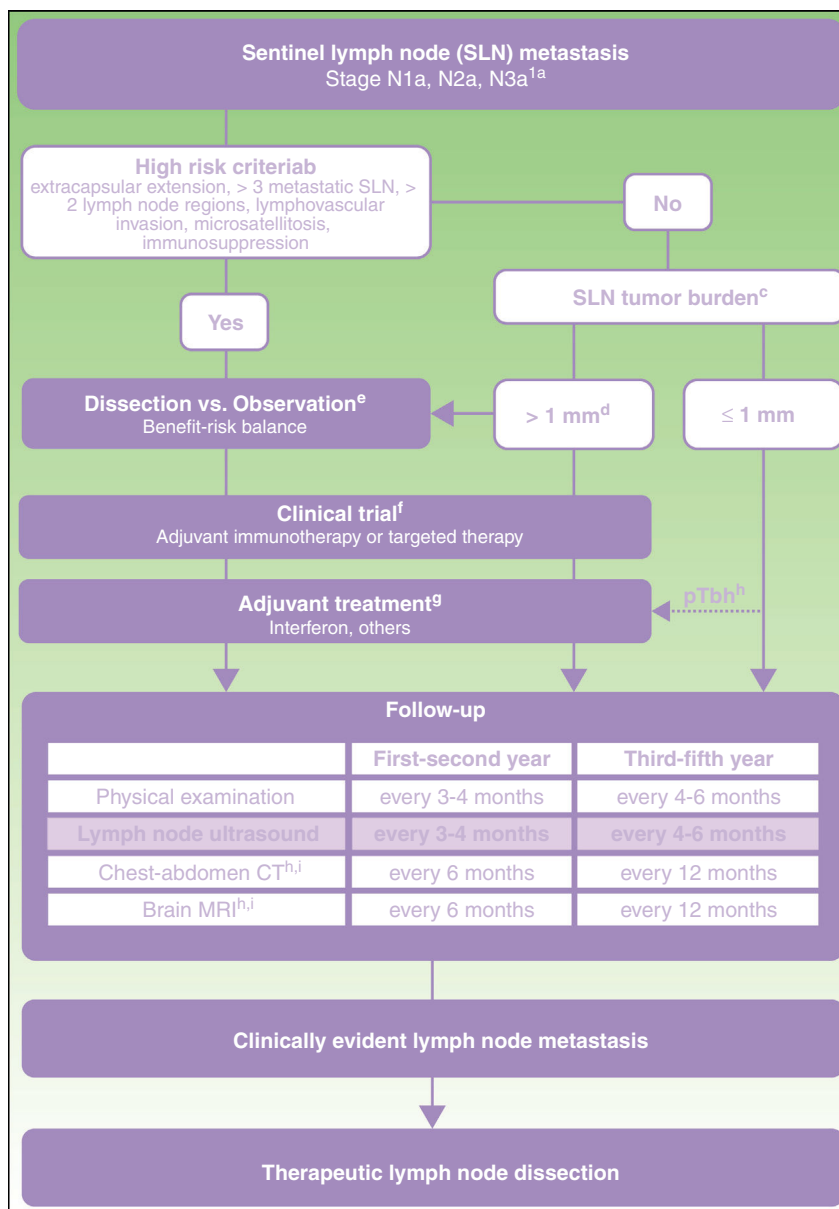 Sentinel lymph node (SLN) metastasis
Stage N1a, N2a, N3a1a
High risk criteriab
extracapsular extension, > 3 metastatic SLN, >
2 lymph node regions, lymphovascular
invasion, microsatellitosis,
immunosuppression
No
SLN tumor burdenc
Yes
Dissection vs. Observatione
Benefit-risk balance
> 1 mmd
≤ 1 mm
Clinical trialf
Adjuvant immunotherapy or targeted therapy
Adjuvant treatmentg
Interferon, others
pTbhh
Follow-up
First-second year Third-fifth year
Physical examination every 3-4 months every 4-6 months
Lymph node ultrasound every 3-4 months every 4-6 months
Chest-abdomen CTh,i every 6 months every 12 months
Brain MRIh,i every 6 months every 12 months
Clinically evident lymph node metastasis
Therapeutic lymph node dissection